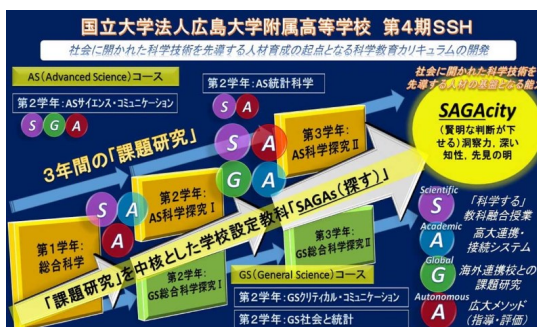 国立大学法人広島大学附属高等学校 第4期SSH
社会に開かれた科学技術を先導する人材育成の起点となる科学教育カリキュラムの開発
AS(Advanced Science)コース
第2学年:ASサイエンス・コミュニケーション
S G A
第2学年:AS統計科学
S A
社会に開かれた科学技術を
先導する人材の基盤となる能力
SAGAcity
(賢明な判断が下
せる)洞察力、深い
知性、先見の明
3年間の「課題研究」
第1学年:
総合科学
S A
A
第2学年:
AS科学探究Ⅰ
S A
G A
第3学年:
AS科学探究Ⅱ
「課題研究」を中核とした学校設定教科「SAGAs(探す)」
第2学年:
GS総合科学探究Ⅰ
第3学年:
GS総合科学探究Ⅱ
GS(General Science)コース
第2学年:GSクリティカル・コミュニケーション
第2学年:GS社会と統計
Scientific
S
「科学する」
教科融合授業
Academic
A
高大連携・
接続システム
Global
G
海外連携校との
課題研究
Autonomous
A
広大メソッド
(指導・評価)